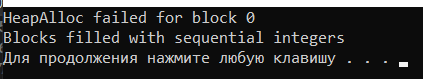 HeapAlloc failed for block 0
Blocks filled with sequential integers
Для продолжения нажмите любую клавишу . . .